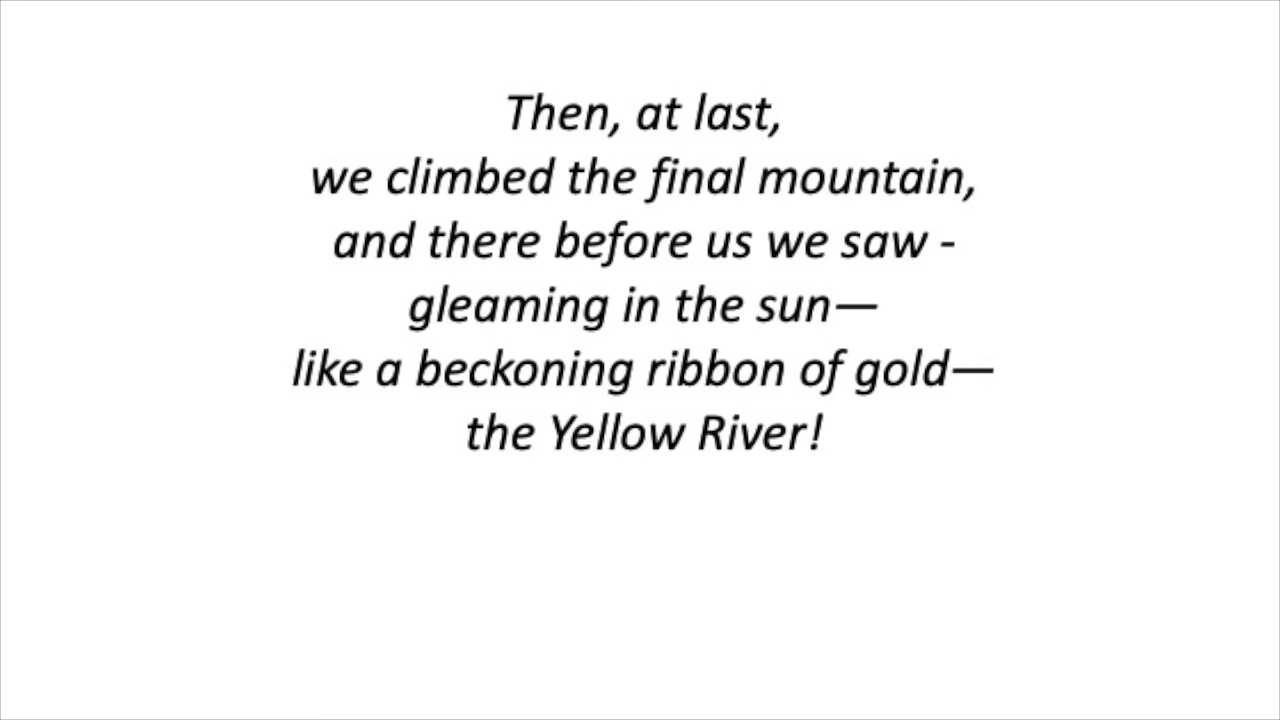 Then, at last,
we climbed the final mountain,
and there before us we saw -
gleaming in the sun—
like a beckoning ribbon of gold—
the Yellow River!